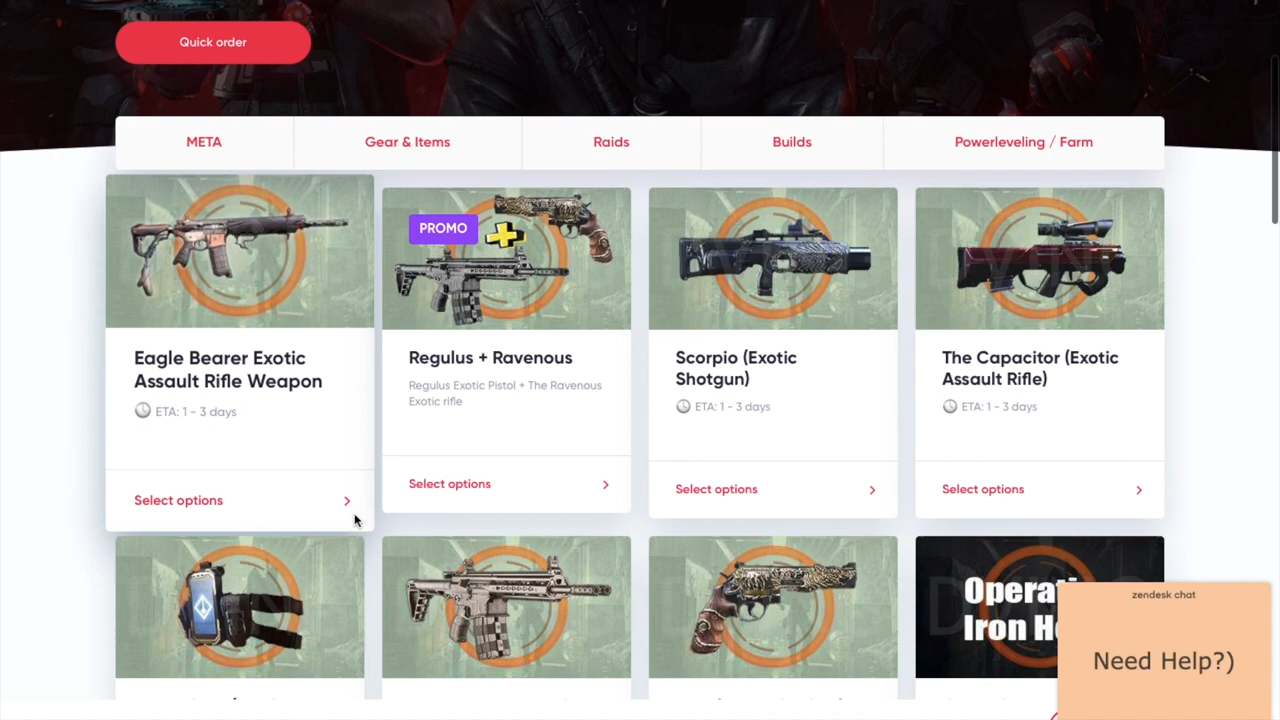 Quick order
META
Gear & Items
Raids
Builds
Powerleveling / Farm
PROMO
Eagle Bearer Exotic
Assault Rifle Weapon
ETA: 1 - 3 days
Select options
Regulus + Ravenous
Regulus Exotic Pistol + The Ravenous
Exotic rifle
Select options
Scorpio (Exotic
Shotgun)
ETA: 1 - 3 days
Select options
The Capacitor (Exotic
Assault Rifle)
ETA: 1 - 3 days
Select options
zendesk chat
Need Help?)
Iron